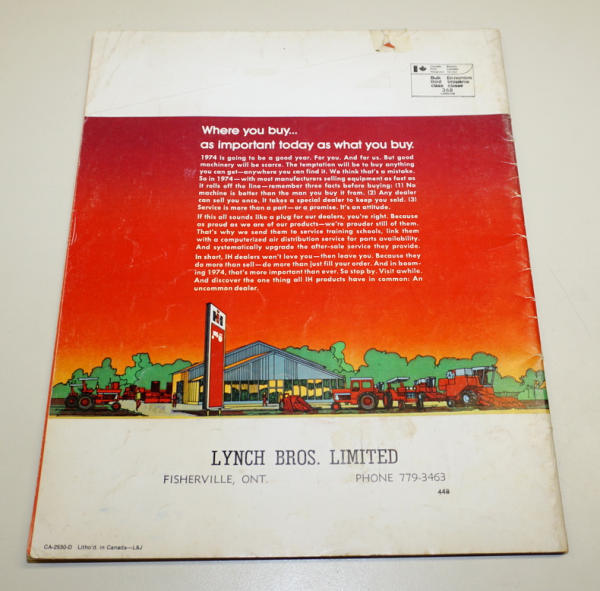 Bulk En nombre
third troisième
class classe
368
Where you buy...
as important today as what you buy.
1974 is going to be a good year. For you. And for us. But good
machinery will be scarce. The temptation will be to buy anything
you can get—anywhere you can find it. We think that's a mistake.
So in 1974—with most manufacturers selling equipment as fast as
it rolls off the line—remember three facts before buying: (1) No
machine is better than the man you buy it from. (2) Any dealer
can sell you once. It takes a special dealer to keep you sold. (3)
Service is more than a part—or a promise. It's an attitude.
If this all sounds like a plug for our dealers, you're right. Because
as proud as we are of our products—we're prouder still of them.
That's why we send them to service training schools, link them
with a computerized air distribution service for parts availability.
And systematically upgrade the after-sale service they provide.
In short, IH dealers won't love you—then leave you. Because they
do more than sell—do more than just fill your order. And in boom-
ing 1974, that's more important than ever. So stop by. Visit awhile.
And discover the one thing all IH products have in common: An
uncommon dealer.
LYNCH BROS. LIMITED
FISHERVILLE, ONT. PHONE 779-3463
448
CA-2530-D Litho'd. in Canada—L&J